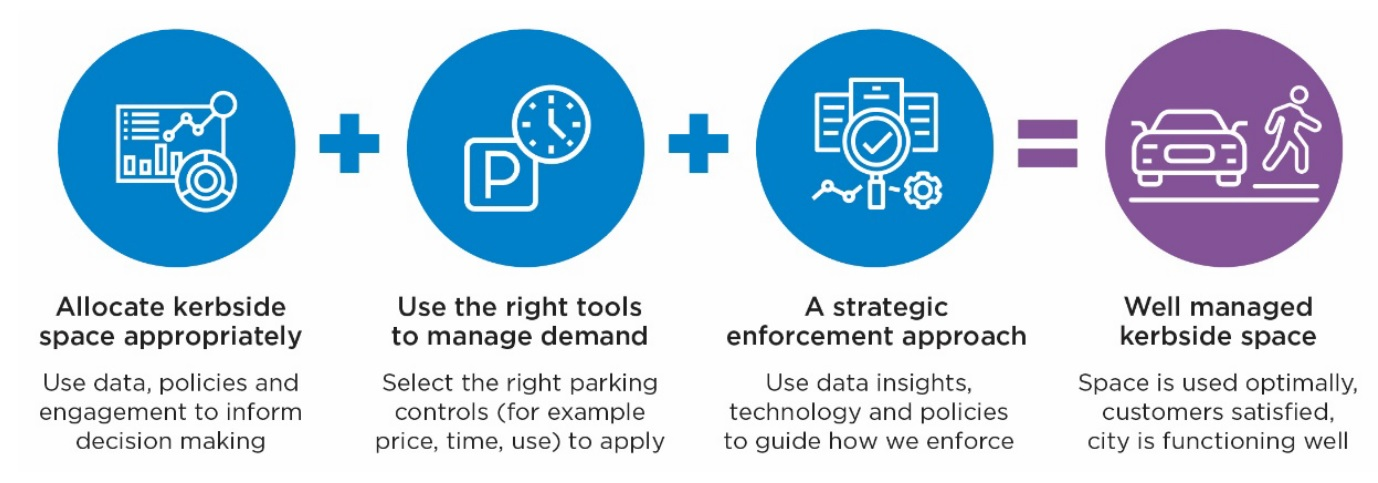 Allocate kerbside
space appropriately
Use data, policies and
engagement to inform
decision making
Use the right tools
to manage demand
Select the right parking
controls (for example
price, time, use) to apply
A strategic
enforcement approach
Use data insights,
technology and policies
to guide how we enforce
Well managed
kerbside space
Space is used optimally,
customers satisfied,
city is functioning well
P